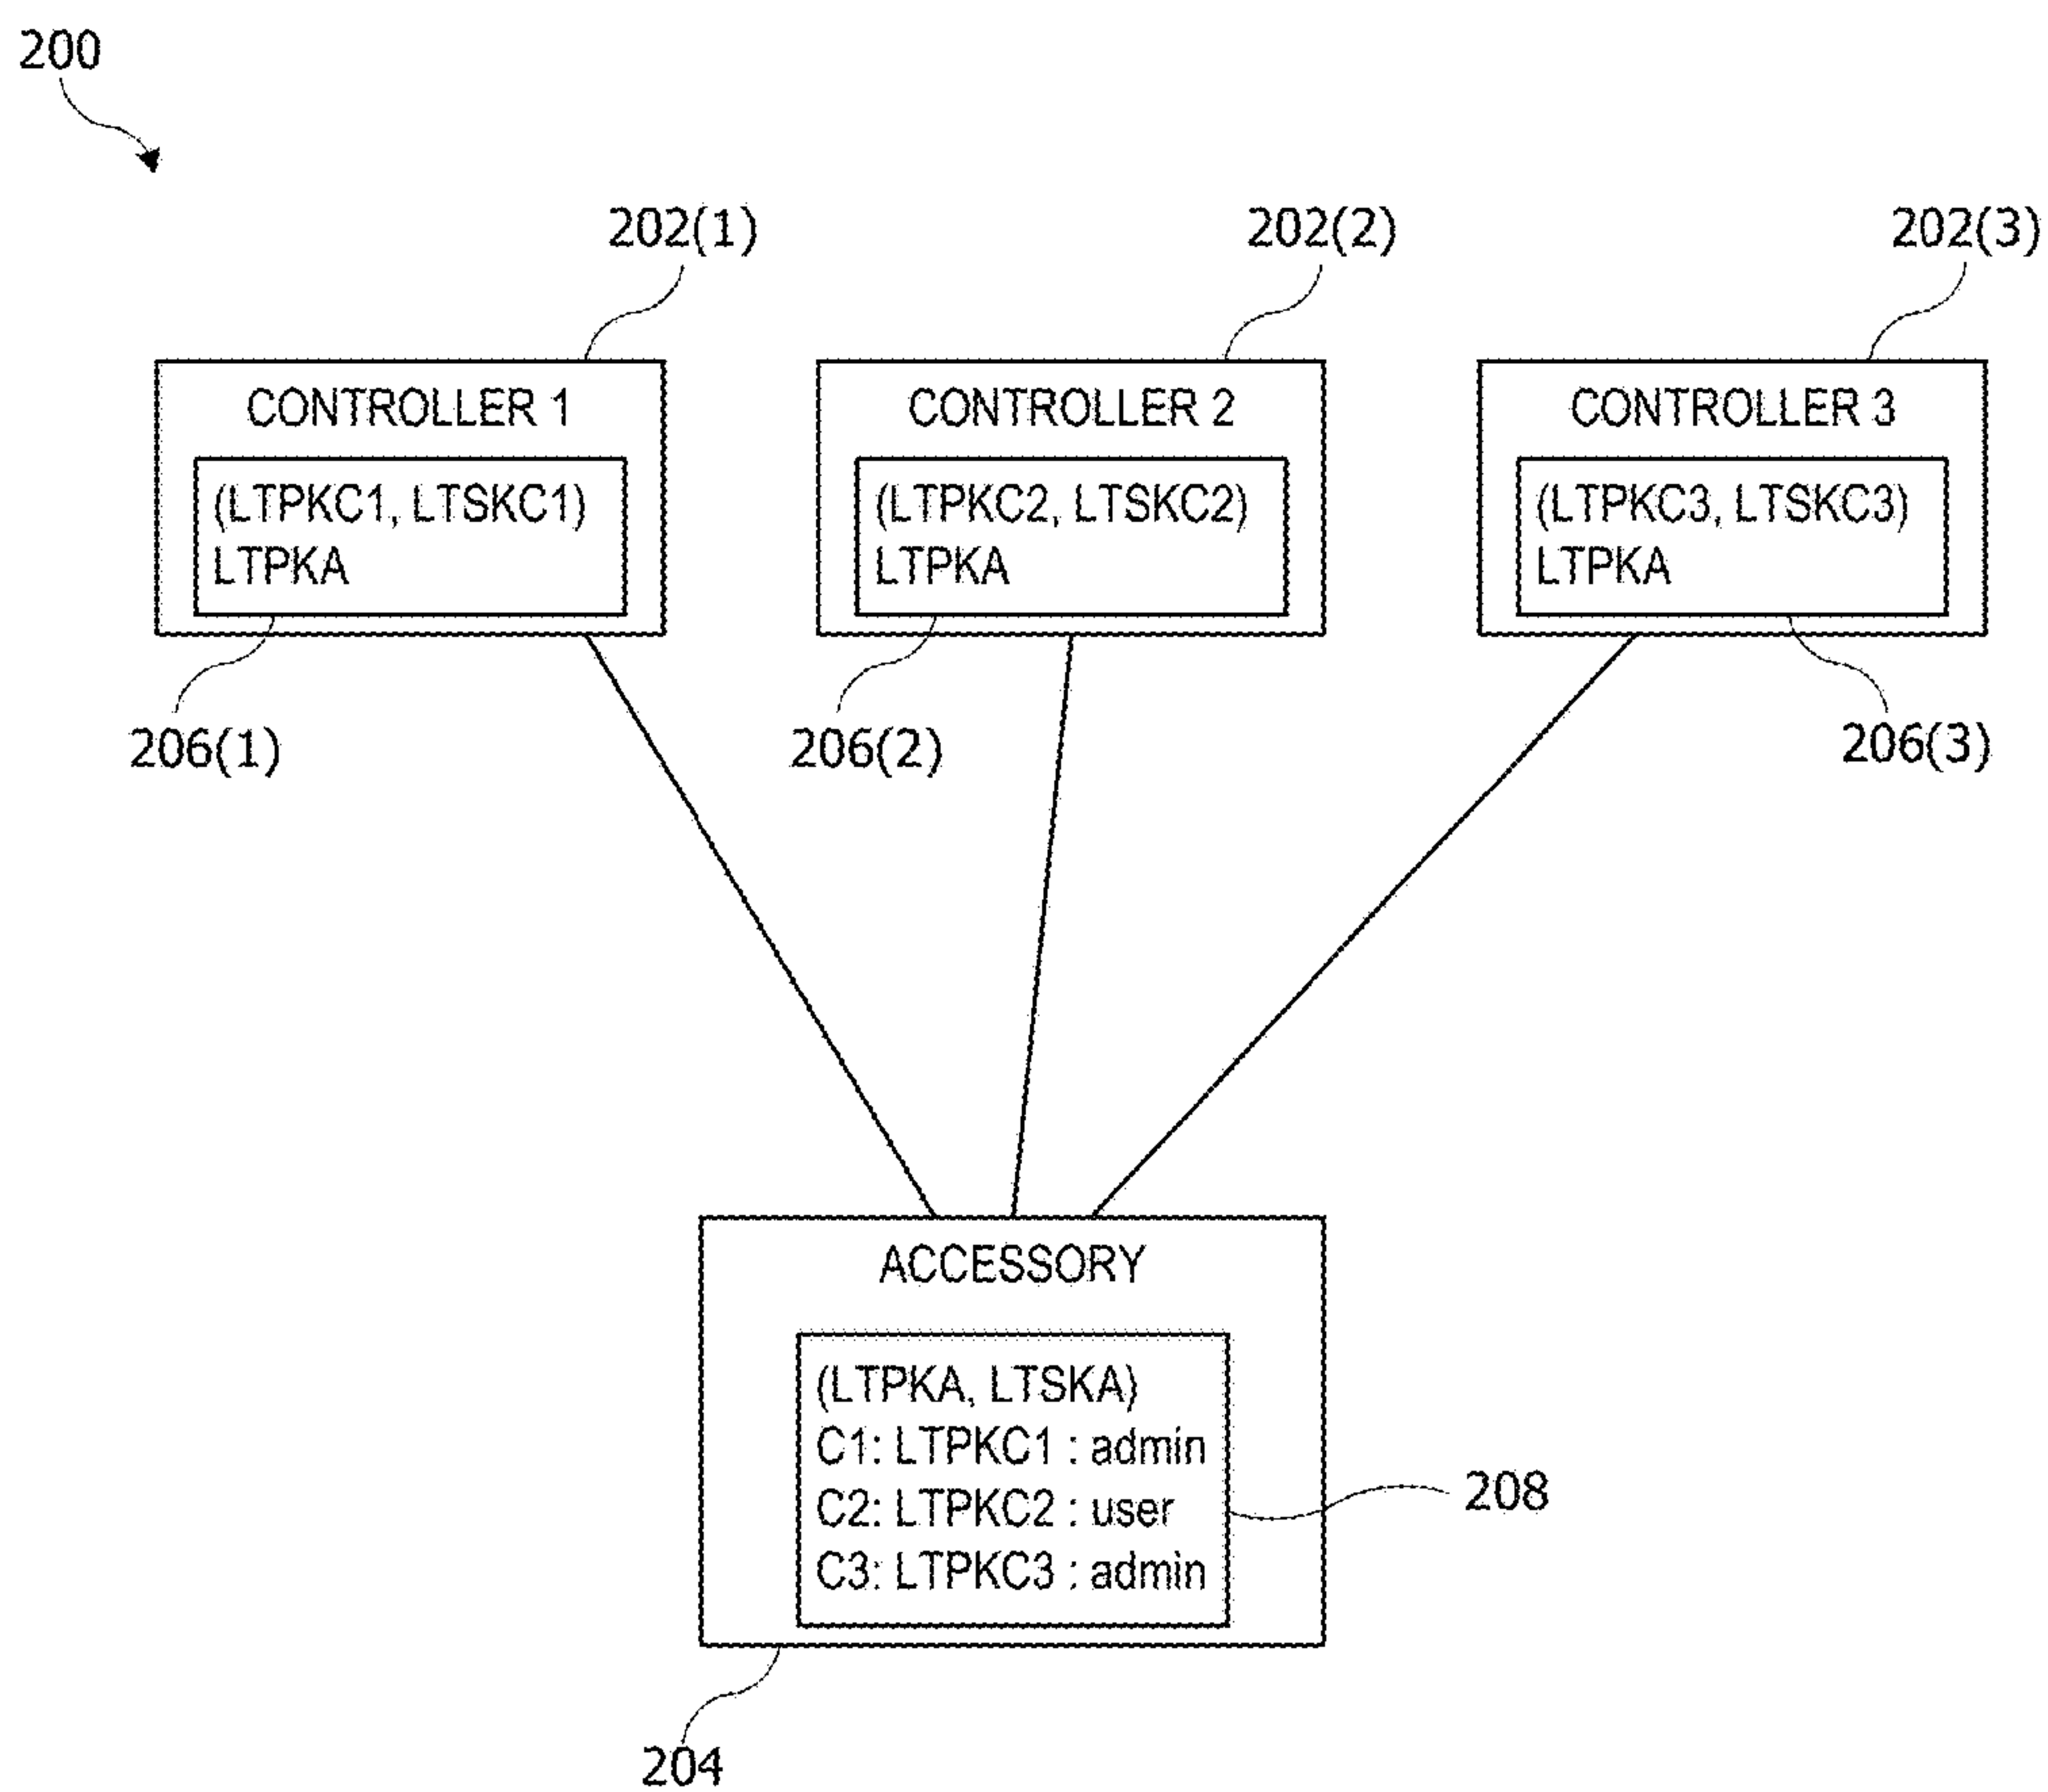 200
202(1)
202(2)
202(3)
CONTROLLER 1
(LTPKC1, LTSKC1)
LTPKA
CONTROLLER 2
(LTPKC2, LTSKC2)
LTPKA
CONTROLLER 3
(LTPKC3, LTSKC3)
LTPKA
206(1)
206(2)
206(3)
ACCESSORY
(LTPKA, LTSKA)
C1: LTPKC1 : admin
C2: LTPKC2 : user
C3: LTPKC3 : admin
208
204